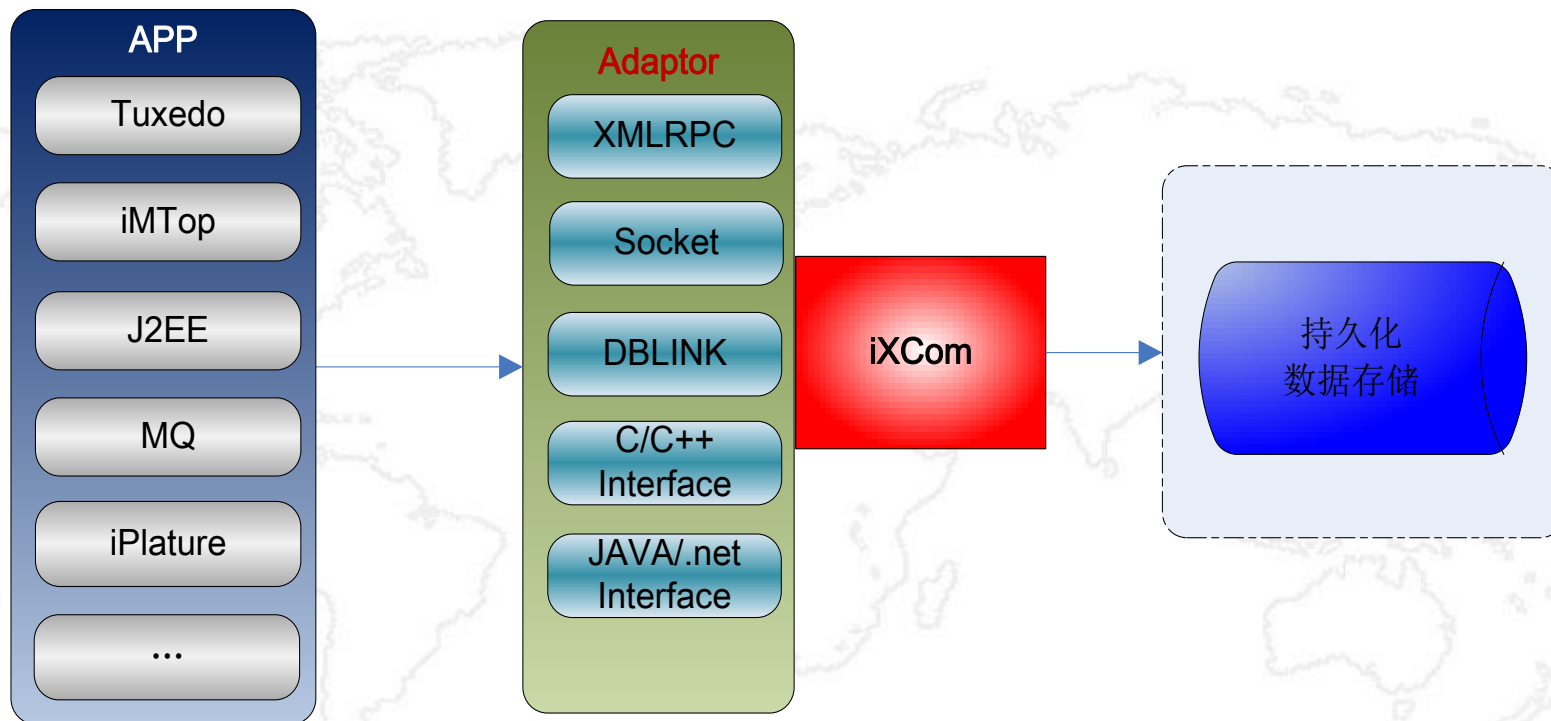 APP
Tuxedo
iMTop
J2EE
MQ
iPlature
...
Adaptor
XMLRPC
Socket
DBLINK
C/C++
Interface
JAVA/.net
Interface
iXCom
持久化
数据存储